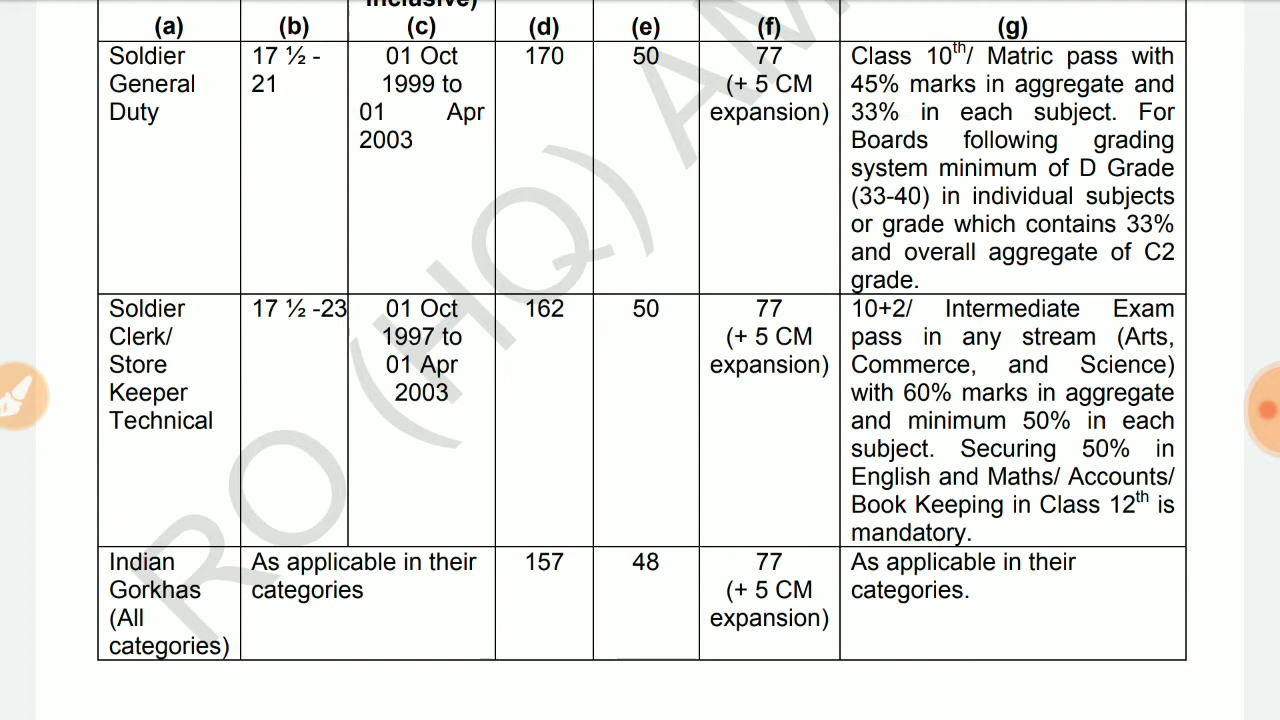 inclusive)
(a) (b) (c) (d) (e) (f) (g)
Soldier
General
Duty
17 ½ -
21
01 Oct
1999 to
01 Apr
2003
170
50
77
(+ 5 CM
expansion)
Class 10th/ Matric pass with
45% marks in aggregate and
33% in each subject. For
Boards following grading
system minimum of D Grade
(33-40) in individual subjects
or grade which contains 33%
and overall aggregate of C2
grade.
Soldier
Clerk/
Store
Keeper
Technical
17 ½ -23
01 Oct
1997 to
01 Apr
2003
162
50
77
(+ 5 CM
expansion)
10+2/ Intermediate Exam
pass in any stream (Arts,
Commerce, and Science)
with 60% marks in aggregate
and minimum 50% in each
subject. Securing 50% in
English and Maths/ Accounts/
Book Keeping in Class 12th is
mandatory.
Indian
Gorkhas
(All
categories)
As applicable in their
categories
157
48
77
(+ 5 CM
expansion)
As applicable in their
categories.
RO (HQ)